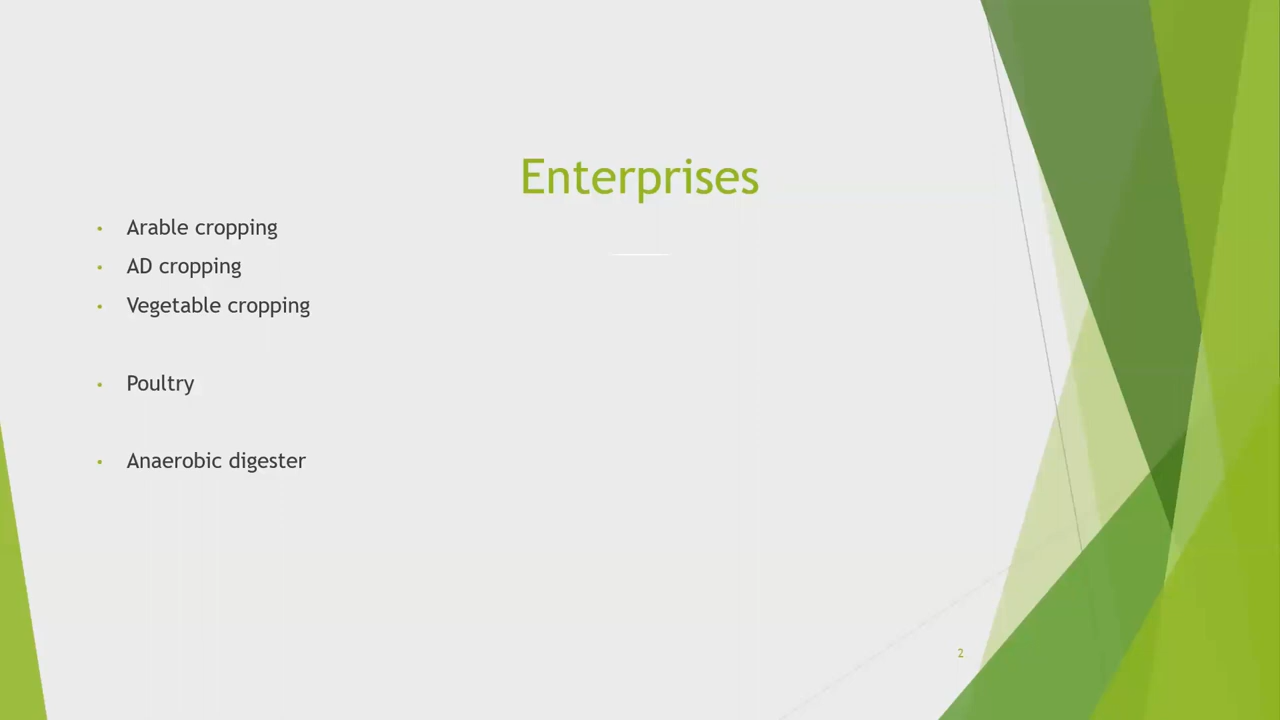 Enterprises
• Arable cropping
• AD cropping
• Vegetable cropping
• Poultry
• Anaerobic digester
2